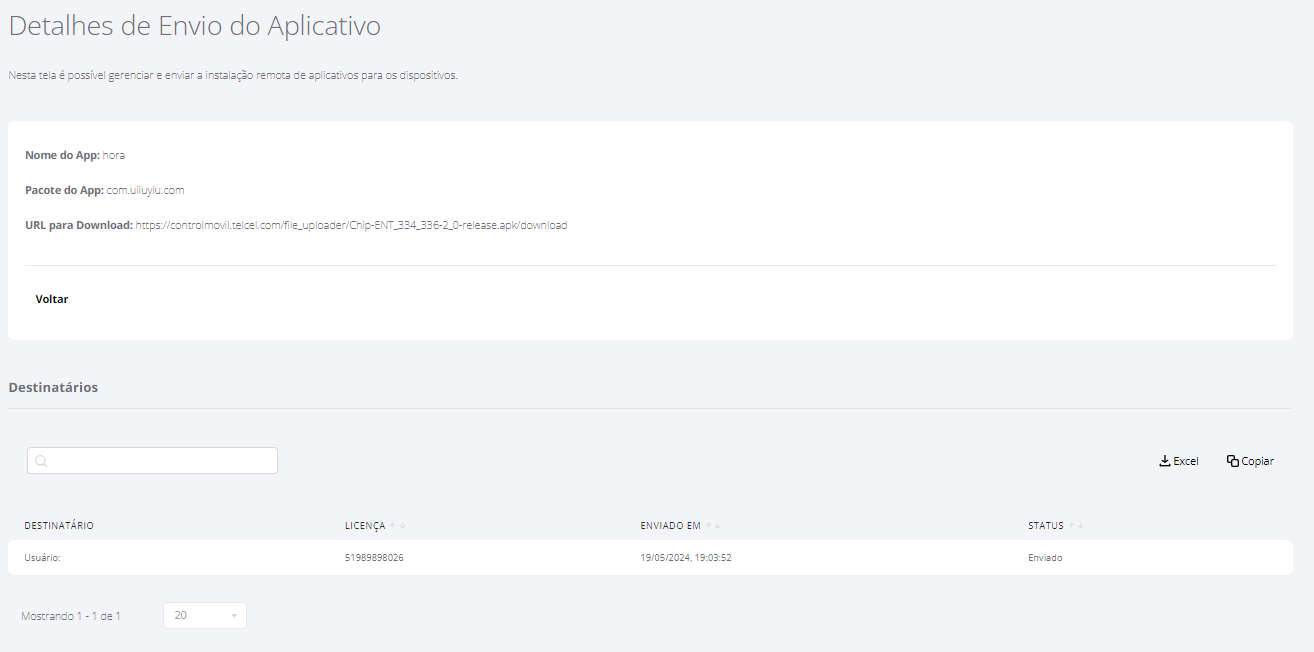 Detalhes de Envio do Aplicativo
Nesta tela é possível gerenciar e enviar a instalação remota de aplicativos para os dispositivos.
Nome do App: hora
Pacote do App: com.uiiuyiu.com
URL para Download: https://controlmovil.telcel.com/file_uploader/Chip-ENT_334_336-2_0-release.apk/download
Voltar
Destinatários
Excel Copiar
DESTINATÁRIO LICENÇA ENVIADO EM STATUS
Usuário: 51989898026 19/05/2024, 19:03:52 Enviado
Mostrando 1 - 1 de 1 20